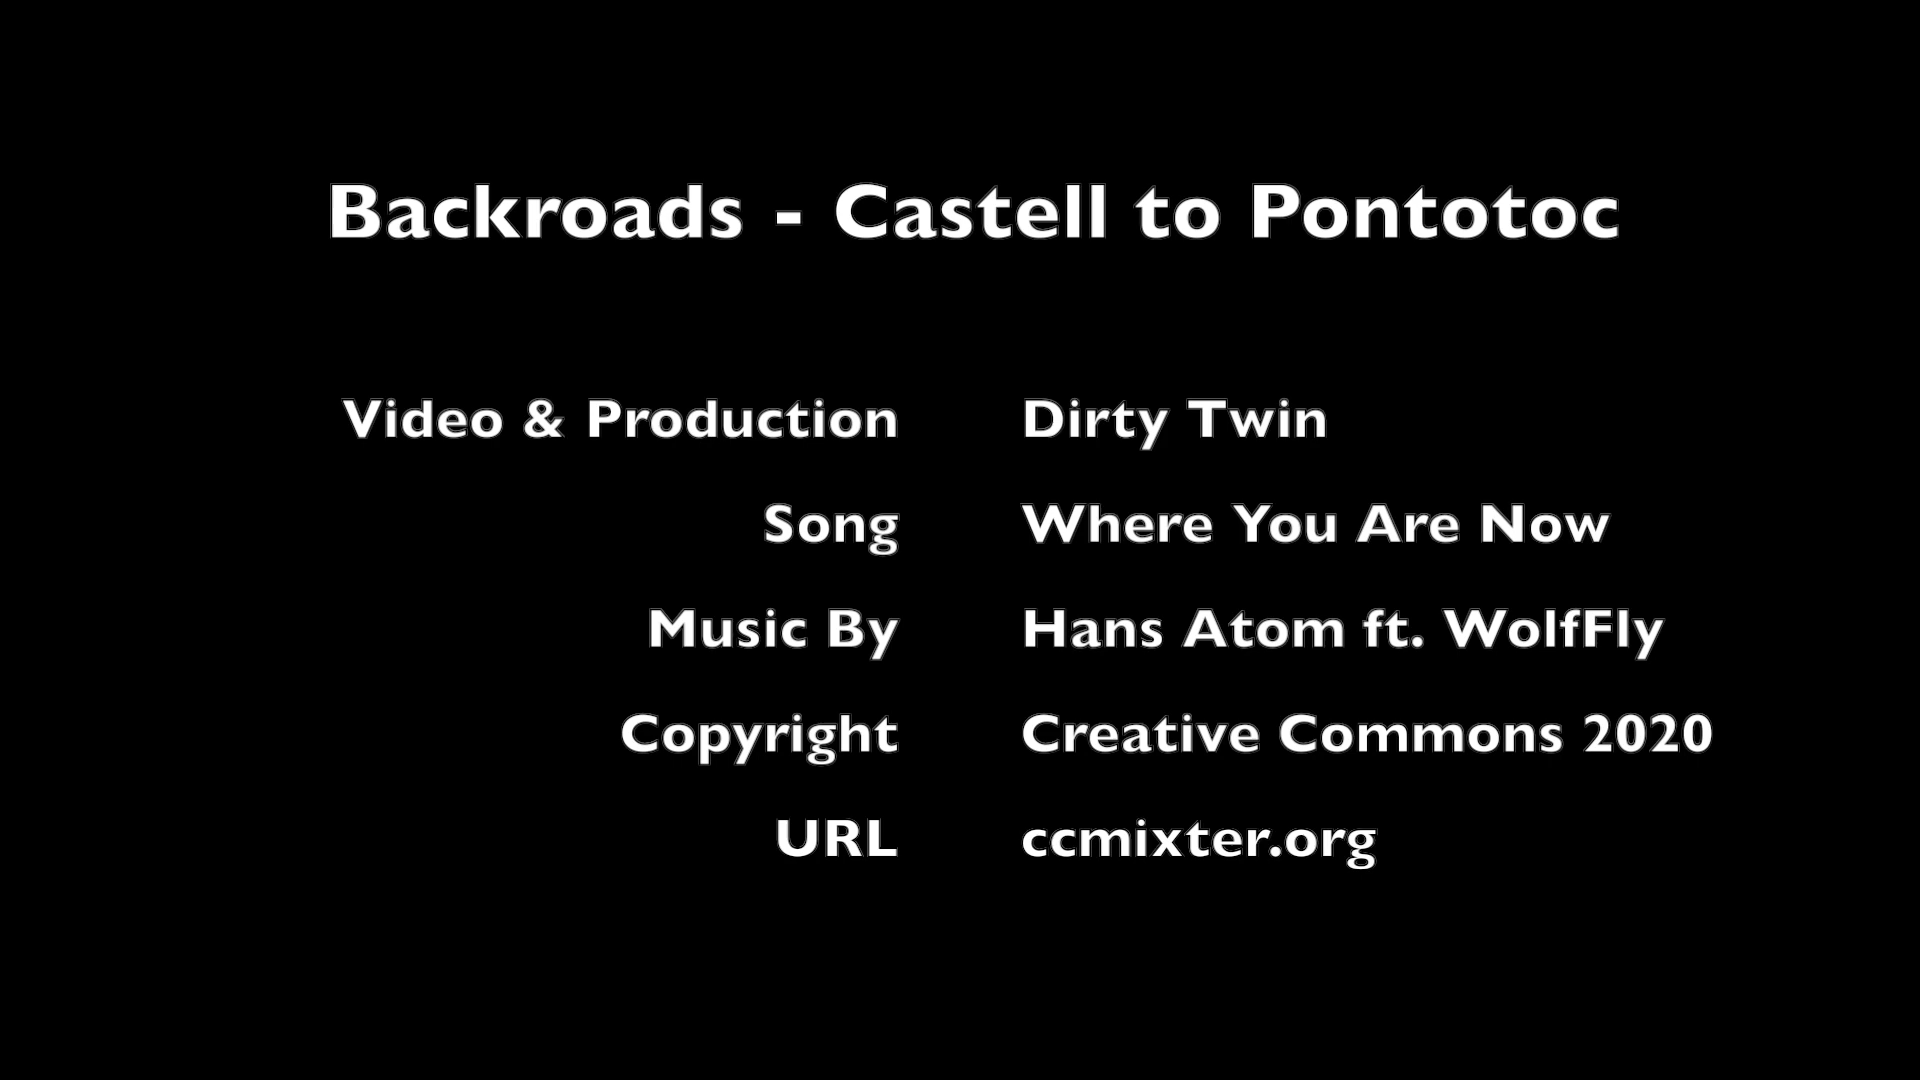 Backroads - Castell to Pontotoc
Video & Production Dirty Twin
Song Where You Are Now
Music By Hans Atom ft. WolfFly
Copyright Creative Commons 2020
URL ccmixter.org